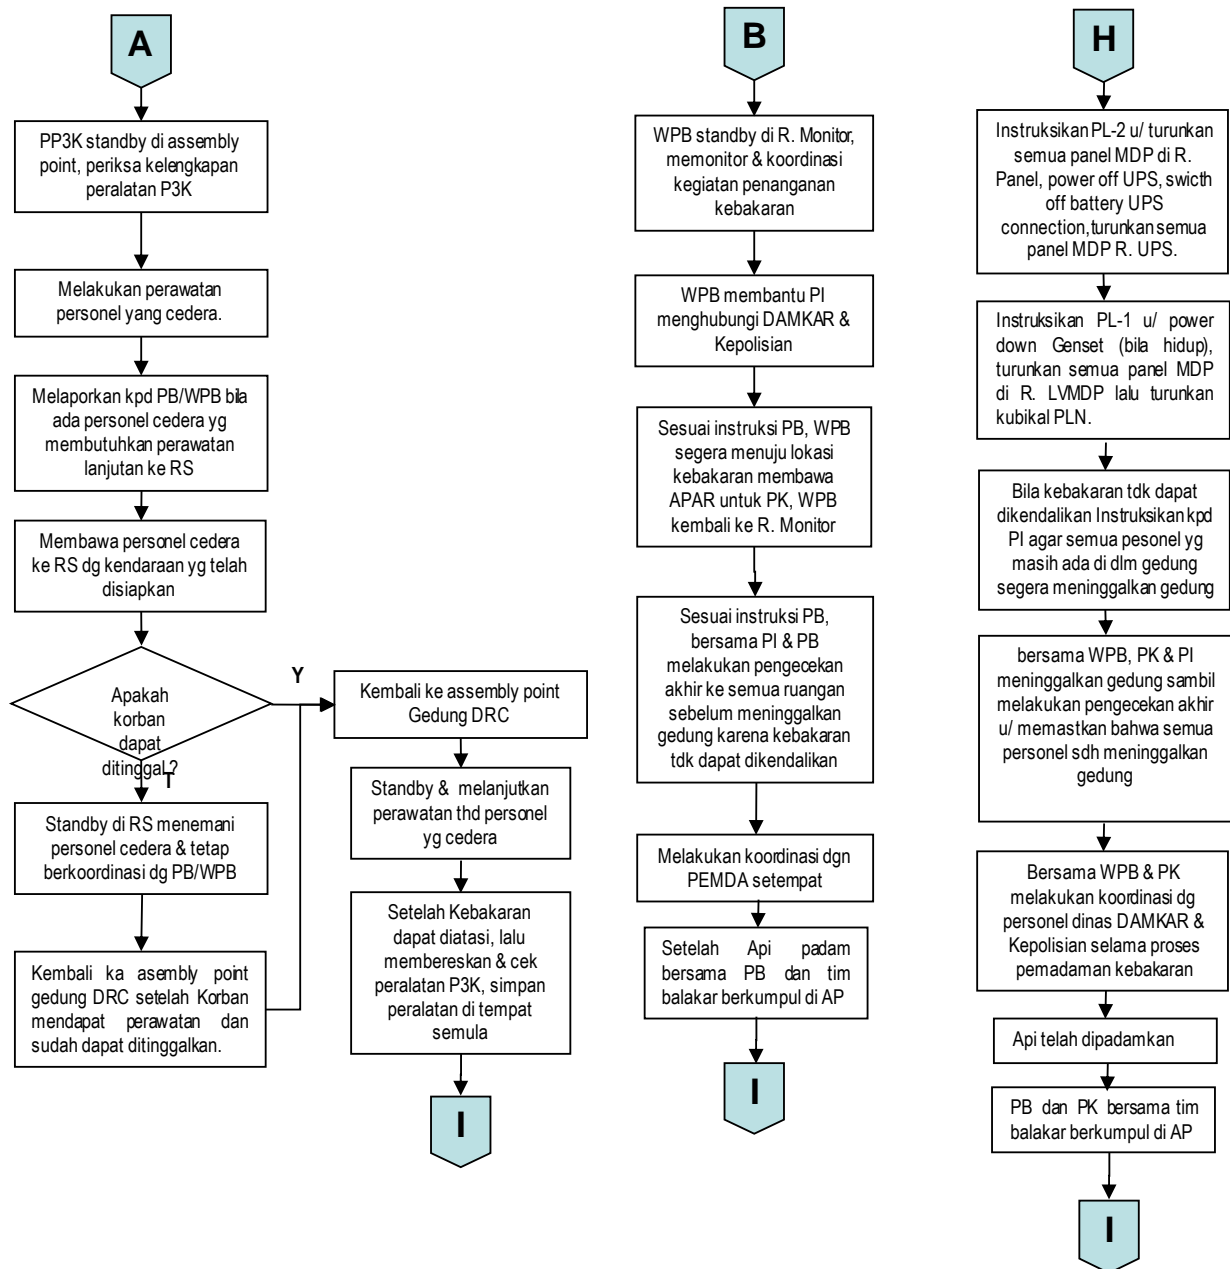 A
PP3K standby di assembly
point, periksa kelengkapan
peralatan P3K
Melakukan perawatan
personel yang cedera.
Melaporkan kpd PB/WPB bila
ada personel cedera yg
membutuhkan perawatan
lanjutan ke RS
Membawa personel cedera
ke RS dg kendaraan yg telah
disiapkan
Apakah
korban
dapat
ditinggal.?
Y
T
Standby di RS menemani
personel cedera & tetap
berkoordinasi dg PB/WPB
Kembali ka asembly point
gedung DRC setelah Korban
mendapat perawatan dan
sudah dapat ditinggalkan.
Kembali ke assembly point
Gedung DRC
Standby & melanjutkan
perawatan thd personel
yg cedera
Setelah Kebakaran
dapat diatasi, lalu
membereskan & cek
peralatan P3K, simpan
peralatan di tempat
semula
I
B
WPB standby di R. Monitor,
memonitor & koordinasi
kegiatan penanganan
kebakaran
WPB membantu PI
menghubungi DAMKAR &
Kepolisian
Sesuai instruksi PB, WPB
segera menuju lokasi
kebakaran membawa
APAR untuk PK, WPB
kembali ke R. Monitor
Sesuai instruksi PB,
bersama PI & PB
melakukan pengecekan
akhir ke semua ruangan
sebelum meninggalkan
gedung karena kebakaran
tdk dapat dikendalikan
Melakukan koordinasi dgn
PEMDA setempat
Setelah Api padam
bersama PB dan tim
balakar berkumpul di AP
I
H
Instruksikan PL-2 u/ turunkan
semua panel MDP di R.
Panel, power off UPS, swicth
off battery UPS
connection,turunkan semua
panel MDP R. UPS.
Instruksikan PL-1 u/ power
down Genset (bila hidup),
turunkan semua panel MDP
di R. LVMDP lalu turunkan
kubikal PLN.
Bila kebakaran tdk dapat
dikendalikan Instruksikan kpd
PI agar semua pesonel yg
masih ada di dlm gedung
segera meninggalkan gedung
bersama WPB, PK & PI
meninggalkan gedung sambil
melakukan pengecekan akhir
u/ memastkan bahwa semua
personel sdh meninggalkan
gedung
Bersama WPB & PK
melakukan koordinasi dg
personel dinas DAMKAR &
Kepolisian selama proses
pemadaman kebakaran
Api telah dipadamkan
PB dan PK bersama tim
balakar berkumpul di AP
I